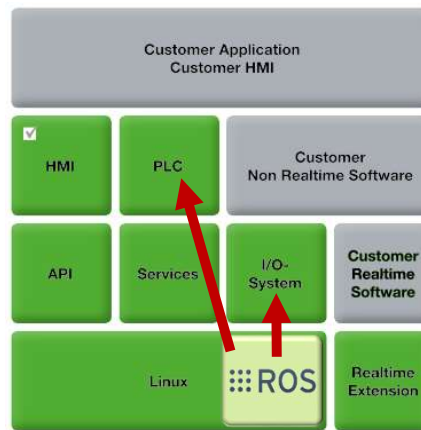 Customer Application
Customer HMI
HMI
PLC
Customer
Non Realtime Software
API
Services
I/O-
System
Customer
Realtime
Software
Linux
ROS
Realtime
Extension